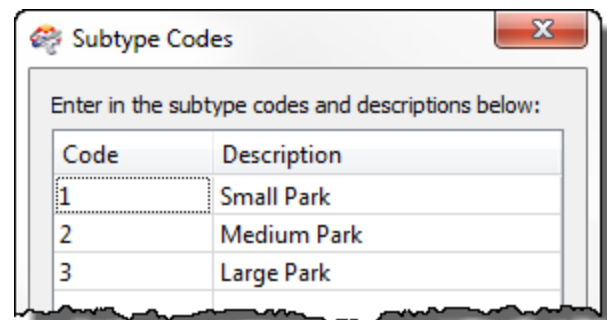 Subtype Codes
Enter in the subtype codes and descriptions below:
Code Description
1 Small Park
2 Medium Park
3 Large Park